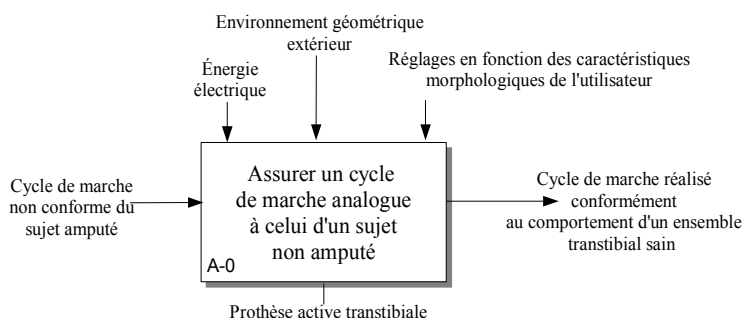 Environnement géométrique
extérieur
Énergie
électrique
Réglages en fonction des caractéristiques
morphologiques de l'utilisateur
Cycle de marche
non conforme du
sujet amputé
Assurer un cycle
de marche analogue
à celui d'un sujet
non amputé
A-0
Cycle de marche réalisé
conformément
au comportement d'un ensemble
transtibial sain
Prothèse active transtibiale